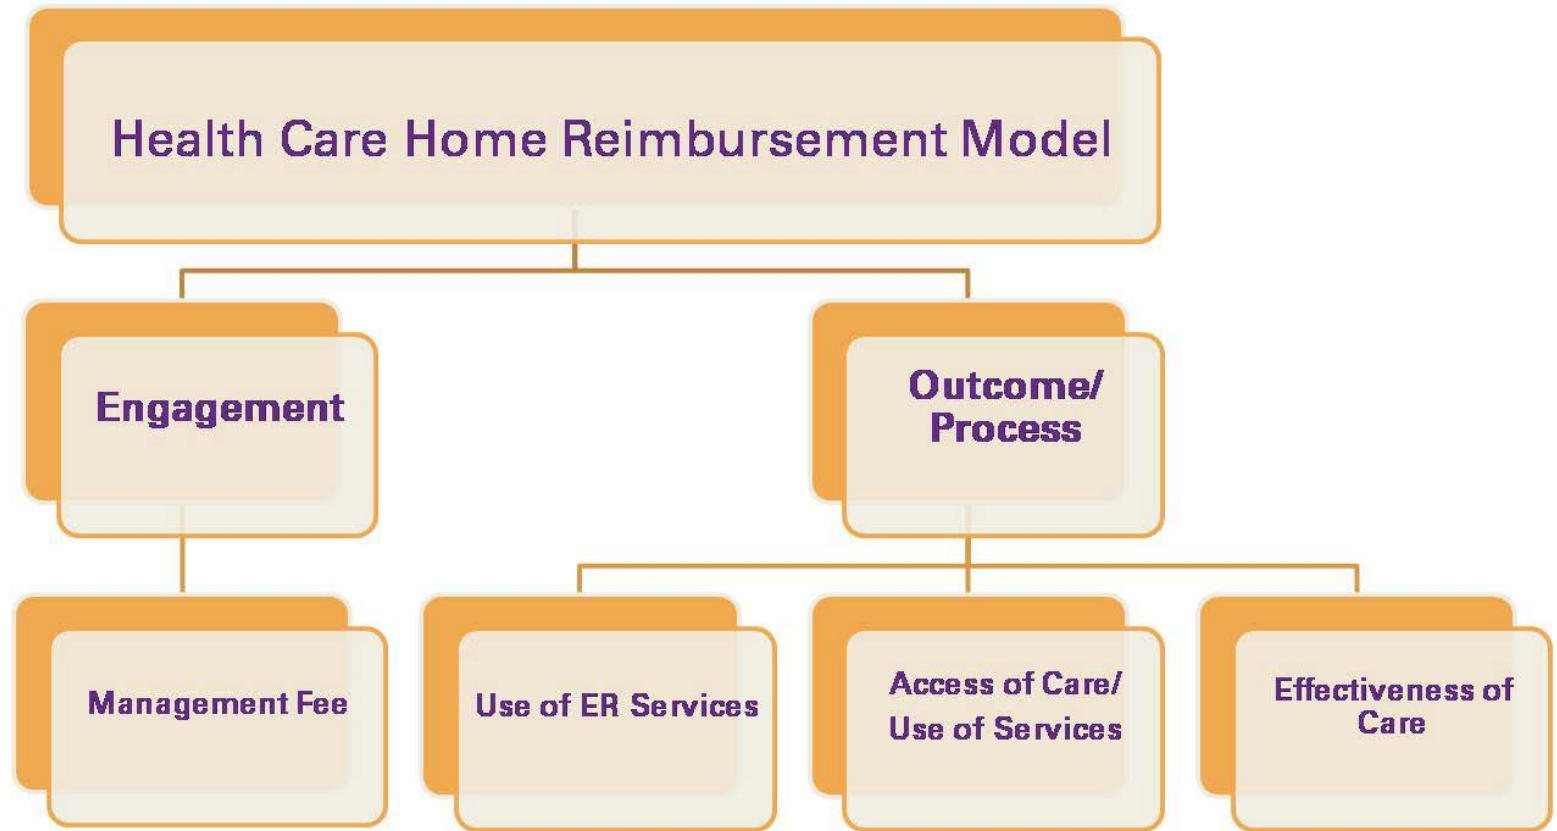 Health Care Home Reimbursement Model
Engagement
Outcome/
Process
Management Fee
Use of ER Services
Access of Care/
Use of Services
Effectiveness of
Care